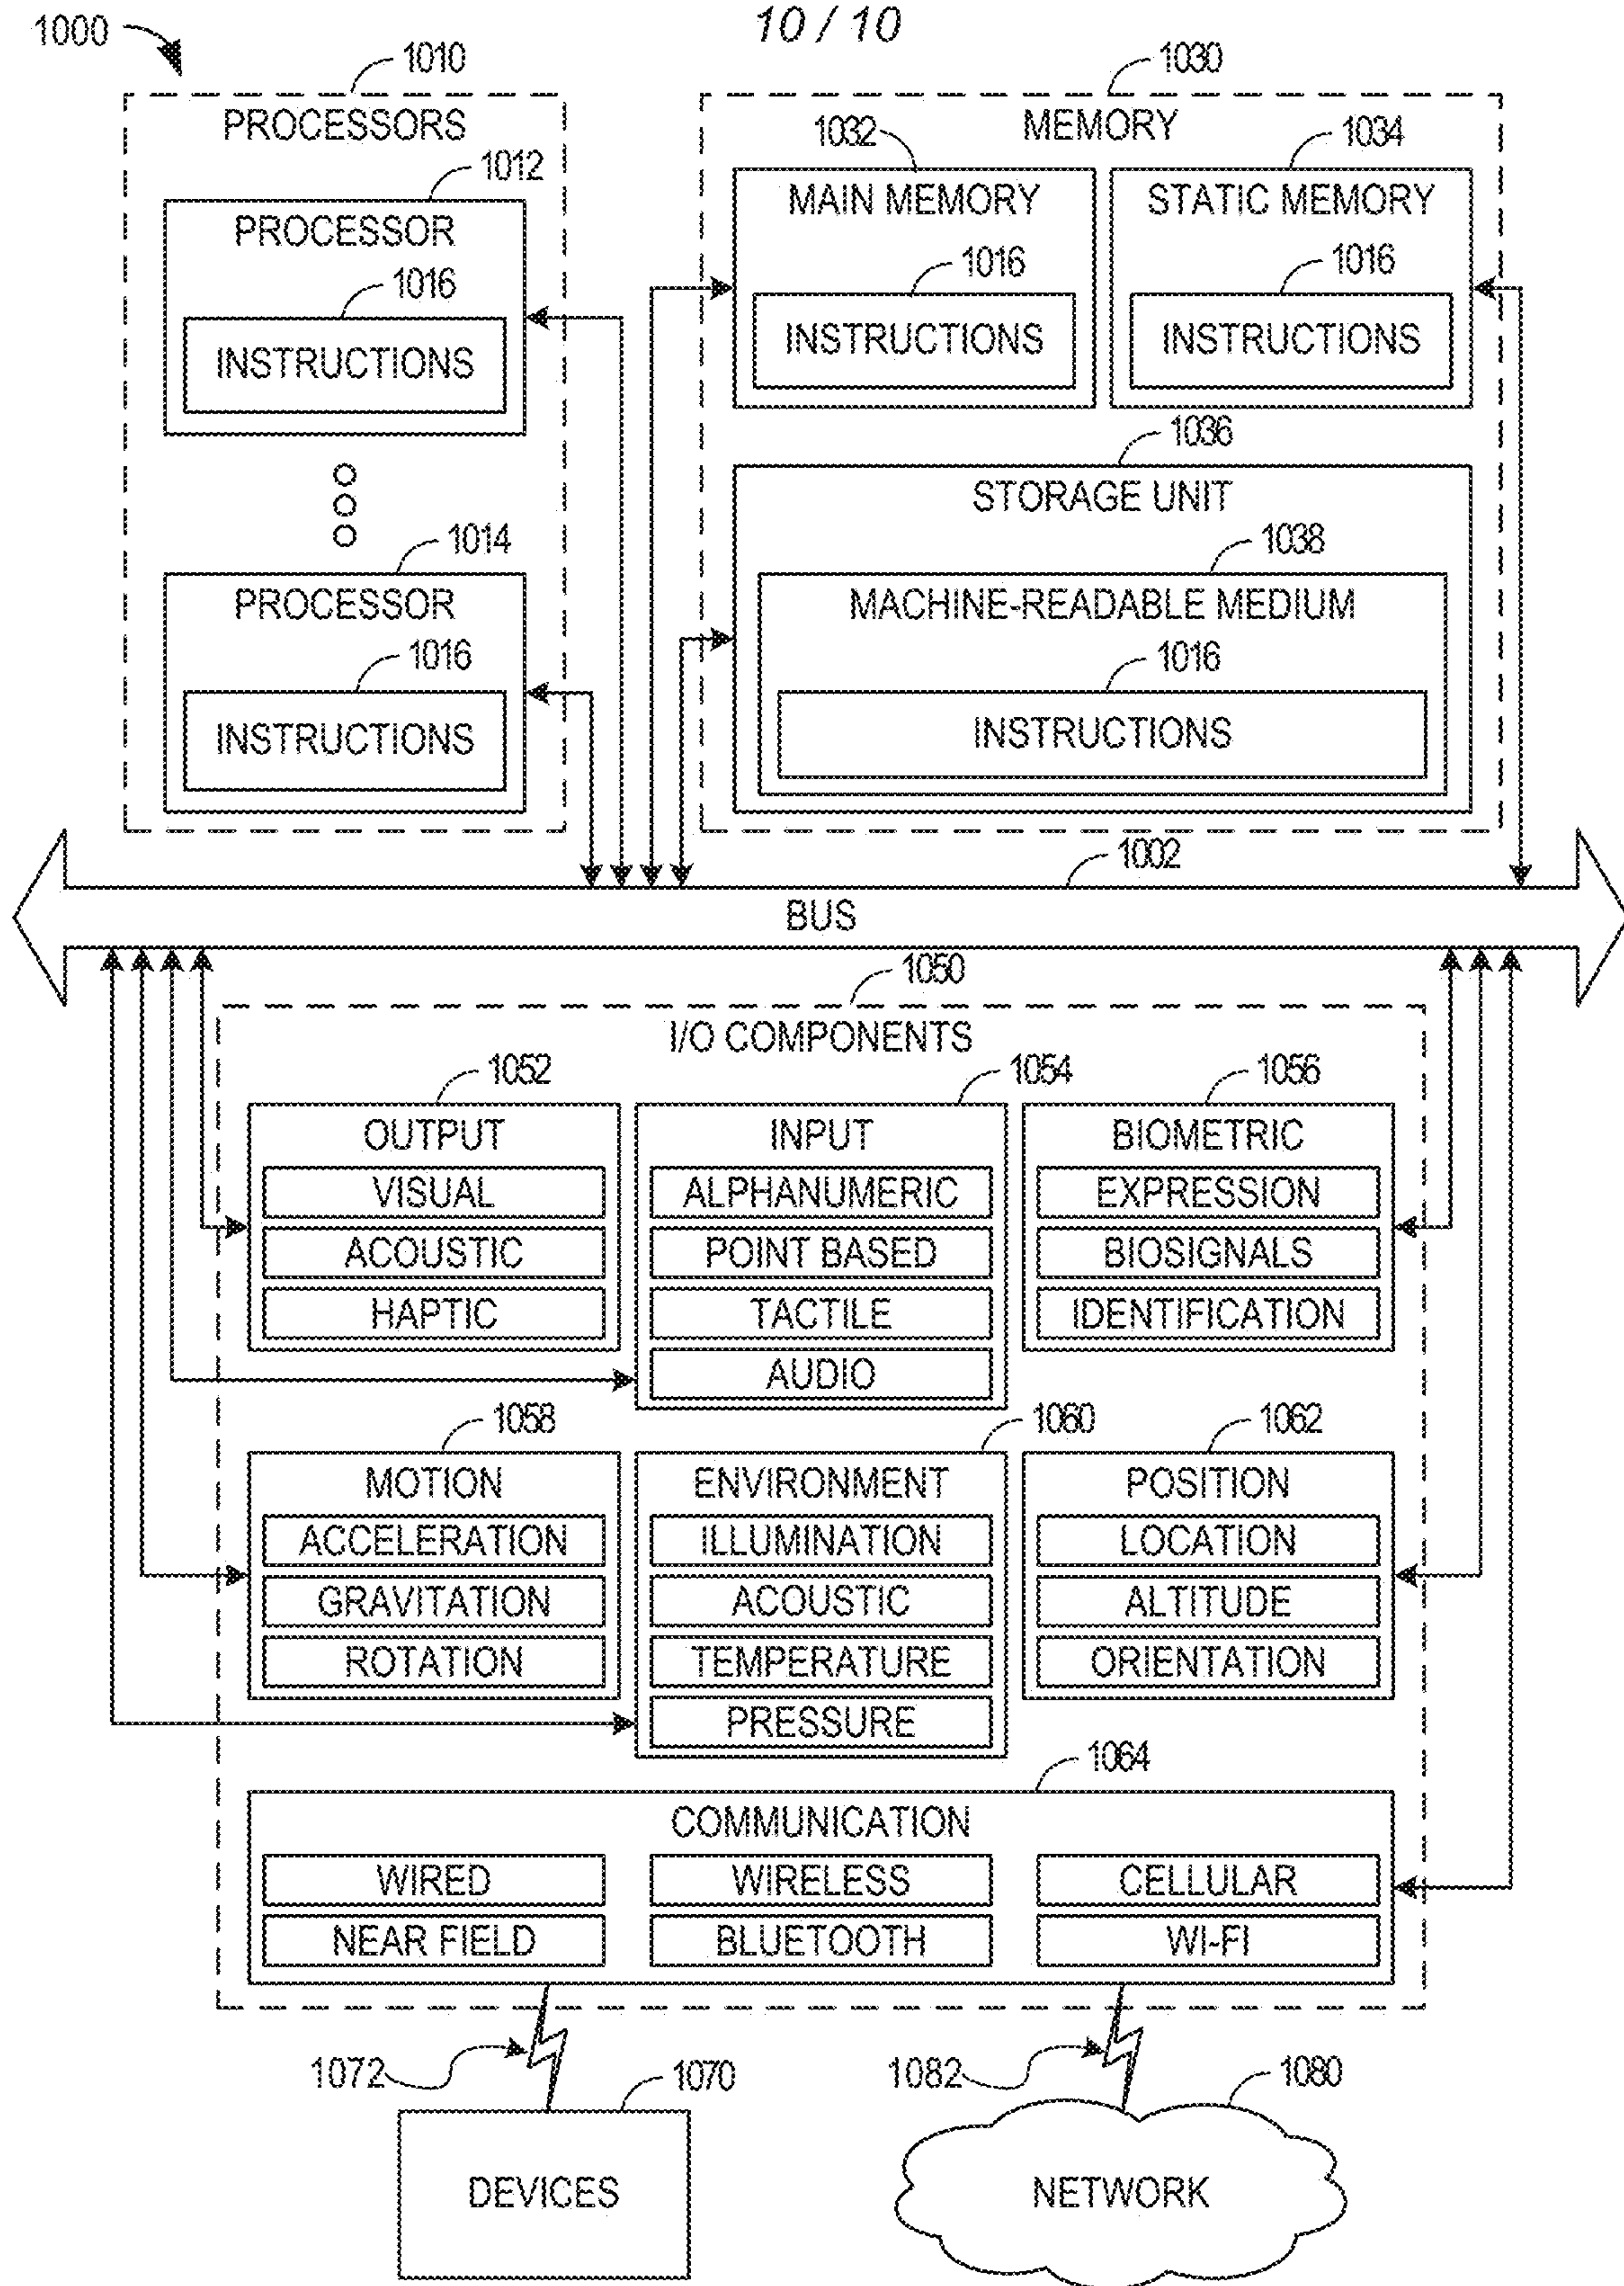 10 / 10
1000
1010
PROCESSORS
1012
PROCESSOR
1016
INSTRUCTIONS
1014
PROCESSOR
1016
INSTRUCTIONS
1030
MEMORY
1032
MAIN MEMORY
1016
INSTRUCTIONS
1034
STATIC MEMORY
1016
INSTRUCTIONS
1036
STORAGE UNIT
1038
MACHINE-READABLE MEDIUM
1016
INSTRUCTIONS
1002
BUS
1050
I/O COMPONENTS
1052
OUTPUT
VISUAL
ACOUSTIC
HAPTIC
1054
INPUT
ALPHANUMERIC
POINT BASED
TACTILE
AUDIO
1056
BIOMETRIC
EXPRESSION
BIOSIGNALS
IDENTIFICATION
1058
MOTION
ACCELERATION
GRAVITATION
ROTATION
1060
ENVIRONMENT
ILLUMINATION
ACOUSTIC
TEMPERATURE
PRESSURE
1062
POSITION
LOCATION
ALTITUDE
ORIENTATION
1064
COMMUNICATION
WIRED
WIRELESS
CELLULAR
NEAR FIELD
BLUETOOTH
WI-FI
1072
1070
DEVICES
1082
1080
NETWORK